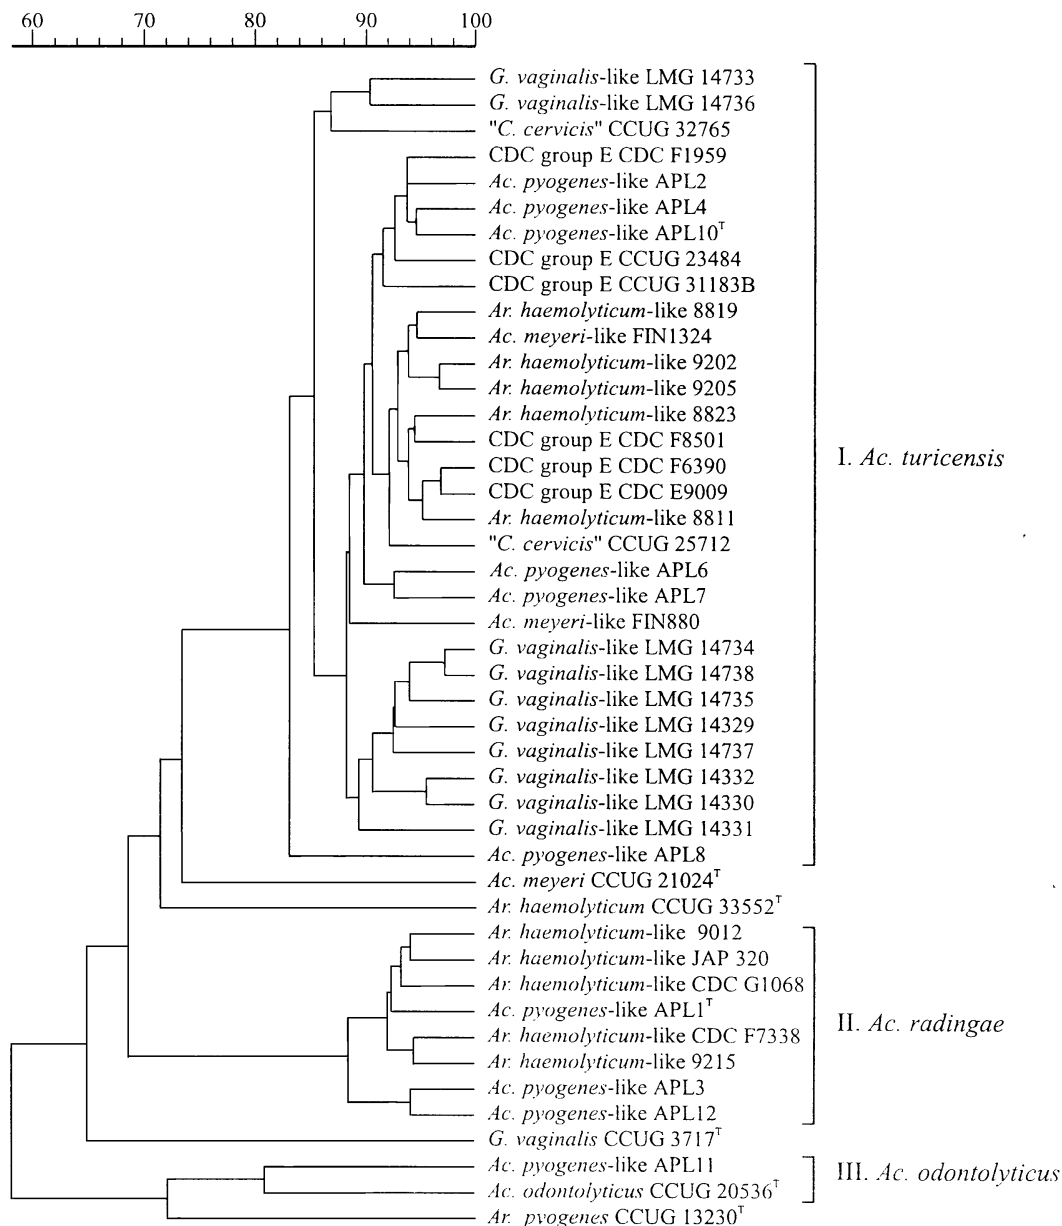 60 70 80 90 100
G. vaginalis-like LMG 14733
G. vaginalis-like LMG 14736
"C. cervicis" CCUG 32765
CDC group E CDC F1959
Ac. pyogenes-like APL2
Ac. pyogenes-like APL4
Ac. pyogenes-like APL10ᵀ
CDC group E CCUG 23484
CDC group E CCUG 31183B
Ar. haemolyticum-like 8819
Ac. meyeri-like FIN1324
Ar. haemolyticum-like 9202
Ar. haemolyticum-like 9205
Ar. haemolyticum-like 8823
CDC group E CDC F8501
I. Ac. turicensis
CDC group E CDC F6390
CDC group E CDC E9009
Ar. haemolyticum-like 8811
"C. cervicis" CCUG 25712
Ac. pyogenes-like APL6
Ac. pyogenes-like APL7
Ac. meyeri-like FIN880
G. vaginalis-like LMG 14734
G. vaginalis-like LMG 14738
G. vaginalis-like LMG 14735
G. vaginalis-like LMG 14329
G. vaginalis-like LMG 14737
G. vaginalis-like LMG 14332
G. vaginalis-like LMG 14330
G. vaginalis-like LMG 14331
Ac. pyogenes-like APL8
Ac. meyeri CCUG 21024ᵀ
Ar. haemolyticum CCUG 33552ᵀ
Ar. haemolyticum-like 9012
Ar. haemolyticum-like JAP 320
Ar. haemolyticum-like CDC G1068
Ac. pyogenes-like APL1ᵀ
II. Ac. radingae
Ar. haemolyticum-like CDC F7338
Ar. haemolyticum-like 9215
Ac. pyogenes-like APL3
Ac. pyogenes-like APL12
G. vaginalis CCUG 3717ᵀ
Ac. pyogenes-like APL11
III. Ac. odontolyticus
Ac. odontolyticus CCUG 20536ᵀ
Ar. pyogenes CCUG 13230ᵀ